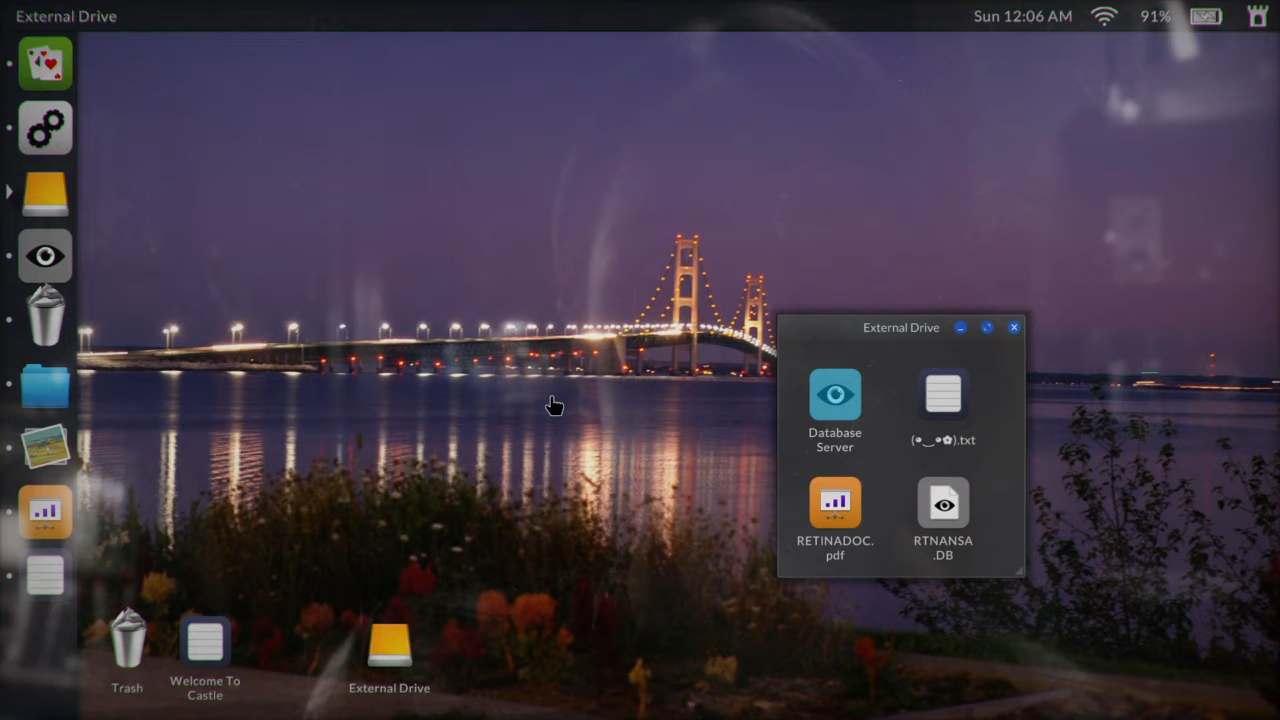 External Drive
Sun 12:06 AM
91%
External Drive
Database
Server
(•‿•✿).txt
RETINADOC.
pdf
RTNANSA
.DB
Trash
Welcome To
Castle
External Drive